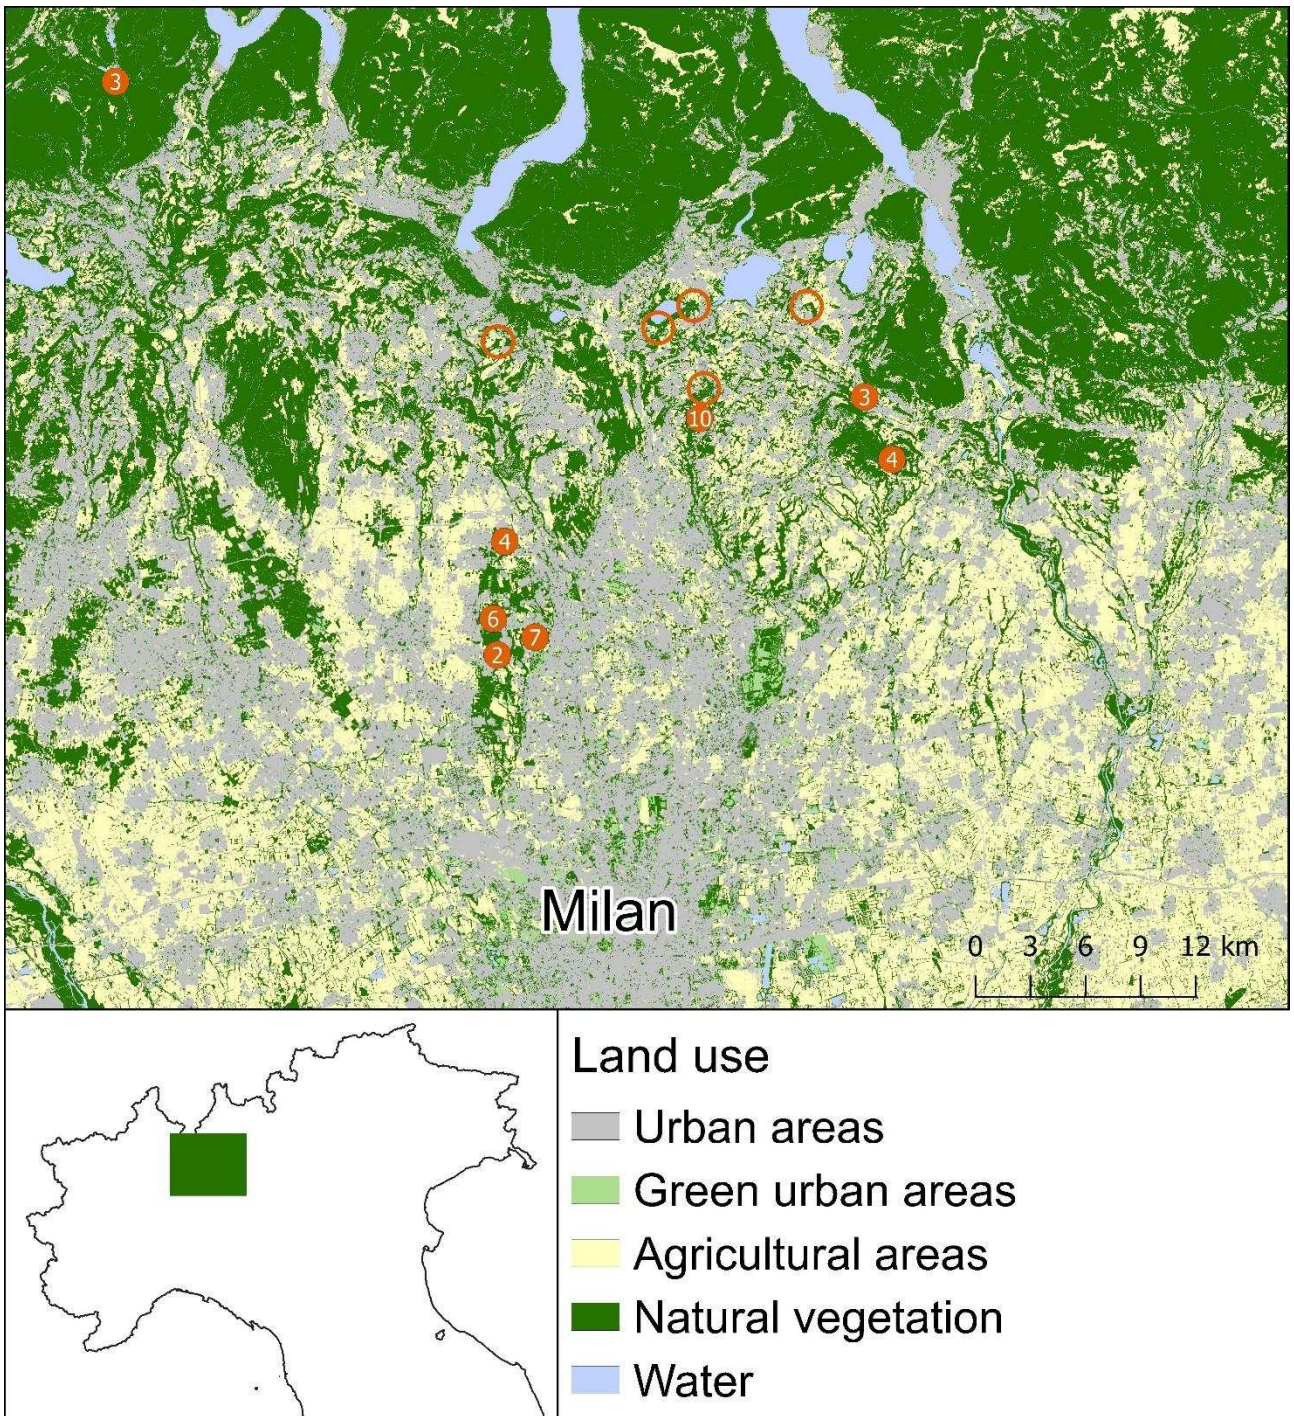 3
10
3
4
4
6
7
2
Milan
0 3 6 9 12 km
Land use
Urban areas
Green urban areas
Agricultural areas
Natural vegetation
Water